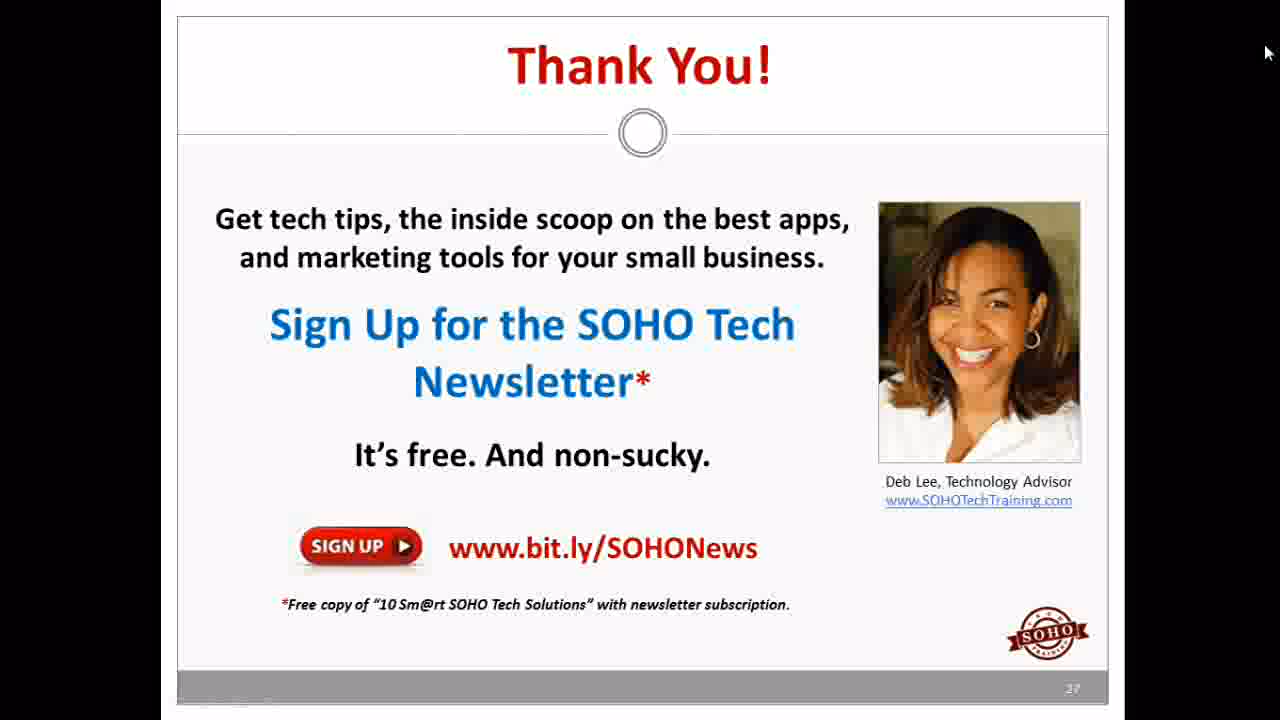 Thank You!
Get tech tips, the inside scoop on the best apps,
and marketing tools for your small business.
Sign Up for the SOHO Tech
Newsletter*
It's free. And non-sucky.
Deb Lee, Technology Advisor
www.SOHOTechTraining.com
SIGN UP
www.bit.ly/SOHONews
*Free copy of “10 Sm@rt SOHO Tech Solutions” with newsletter subscription.
TECH
SOHO
TRAINING
27